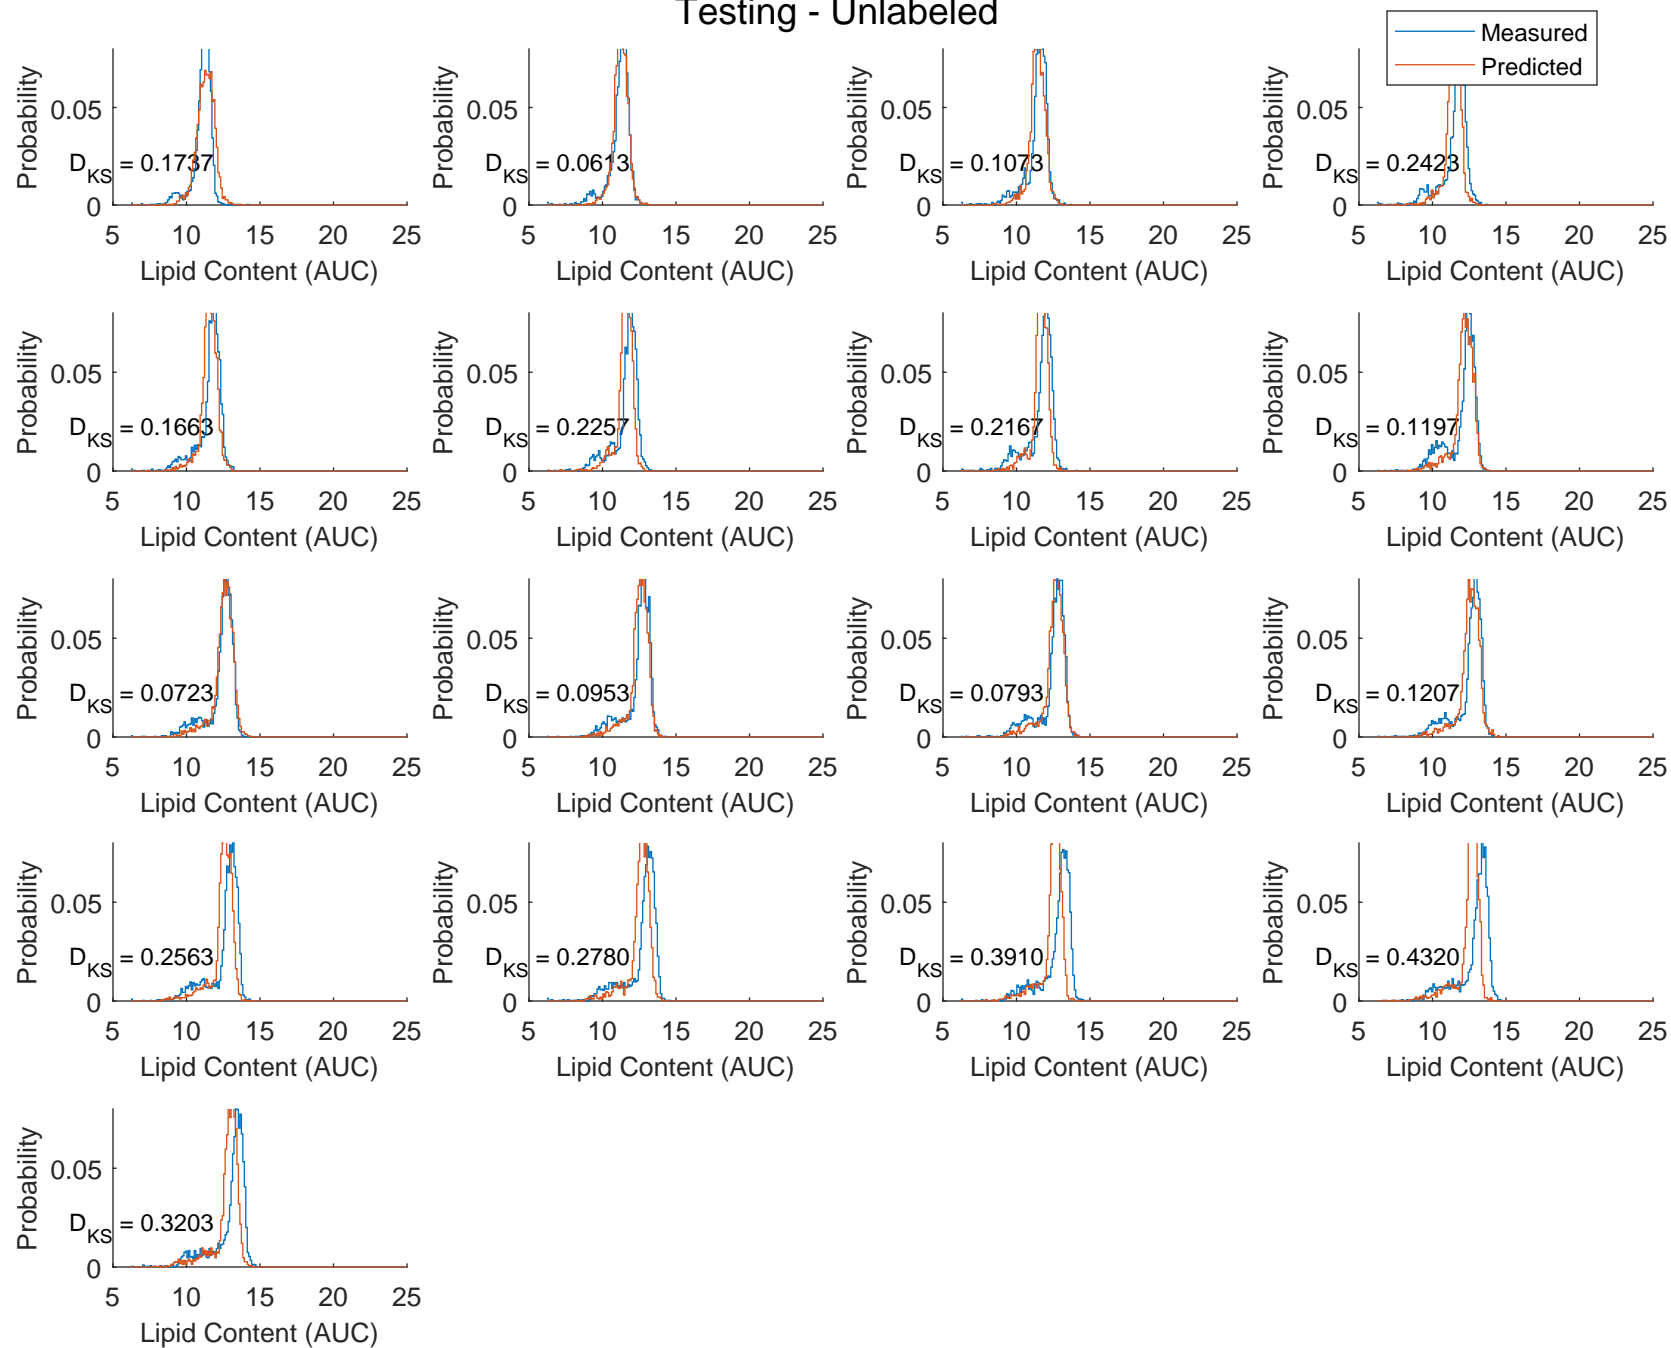 Testing - Unlabeled
Measured
Predicted
Probability
0.05
0
D_KS = 0.1737
5 10 15 20 25
Lipid Content (AUC)
Probability
0.05
0
D_KS = 0.0613
5 10 15 20 25
Lipid Content (AUC)
Probability
0.05
0
D_KS = 0.1073
5 10 15 20 25
Lipid Content (AUC)
Probability
0.05
0
D_KS = 0.2423
5 10 15 20 25
Lipid Content (AUC)
Probability
0.05
0
D_KS = 0.1663
5 10 15 20 25
Lipid Content (AUC)
Probability
0.05
0
D_KS = 0.2257
5 10 15 20 25
Lipid Content (AUC)
Probability
0.05
0
D_KS = 0.2167
5 10 15 20 25
Lipid Content (AUC)
Probability
0.05
0
D_KS = 0.1197
5 10 15 20 25
Lipid Content (AUC)
Probability
0.05
0
D_KS = 0.0723
5 10 15 20 25
Lipid Content (AUC)
Probability
0.05
0
D_KS = 0.0953
5 10 15 20 25
Lipid Content (AUC)
Probability
0.05
0
D_KS = 0.0793
5 10 15 20 25
Lipid Content (AUC)
Probability
0.05
0
D_KS = 0.1207
5 10 15 20 25
Lipid Content (AUC)
Probability
0.05
0
D_KS = 0.2563
5 10 15 20 25
Lipid Content (AUC)
Probability
0.05
0
D_KS = 0.2780
5 10 15 20 25
Lipid Content (AUC)
Probability
0.05
0
D_KS = 0.3910
5 10 15 20 25
Lipid Content (AUC)
Probability
0.05
0
D_KS = 0.4320
5 10 15 20 25
Lipid Content (AUC)
Probability
0.05
0
D_KS = 0.3203
5 10 15 20 25
Lipid Content (AUC)